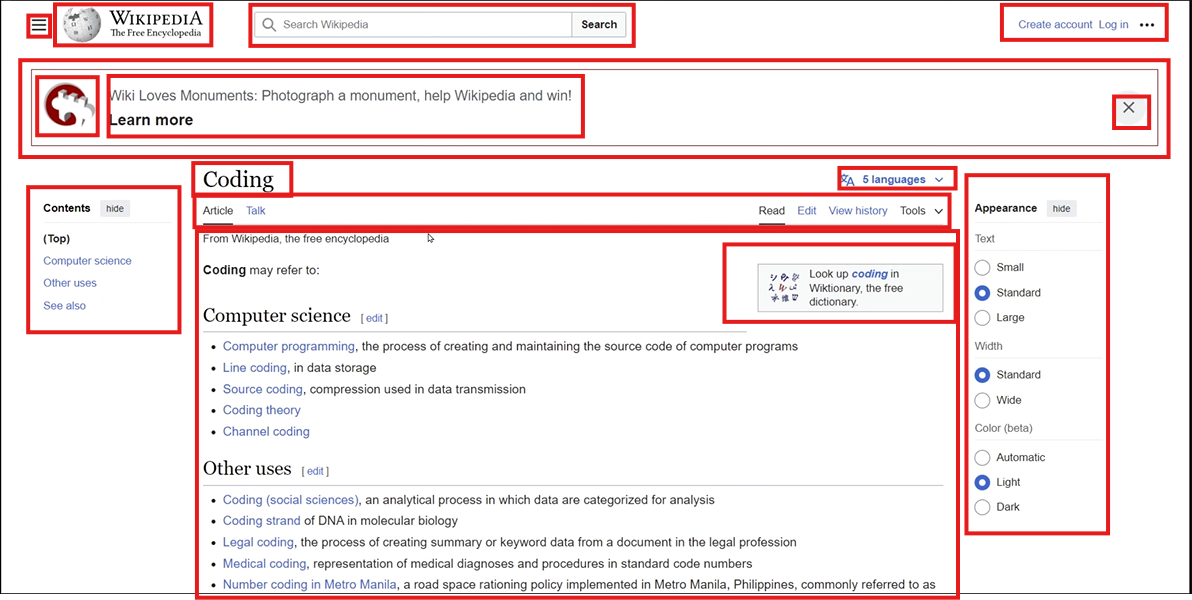 WIKIPEDIA
The Free Encyclopedia
Search Wikipedia
Search
Create account Log in
Wiki Loves Monuments: Photograph a monument, help Wikipedia and win!
Learn more
Coding
5 languages
Article Talk
Read Edit View history Tools
Contents hide
(Top)
Computer science
Other uses
See also
From Wikipedia, the free encyclopedia
Coding may refer to:
Look up coding in
Wiktionary, the free
dictionary.
Computer science [ edit ]
• Computer programming, the process of creating and maintaining the source code of computer programs
• Line coding, in data storage
• Source coding, compression used in data transmission
• Coding theory
• Channel coding
Other uses [ edit ]
• Coding (social sciences), an analytical process in which data are categorized for analysis
• Coding strand of DNA in molecular biology
• Legal coding, the process of creating summary or keyword data from a document in the legal profession
• Medical coding, representation of medical diagnoses and procedures in standard code numbers
• Number coding in Metro Manila, a road space rationing policy implemented in Metro Manila, Philippines, commonly referred to as
Appearance hide
Text
Small
Standard
Large
Width
Standard
Wide
Color (beta)
Automatic
Light
Dark